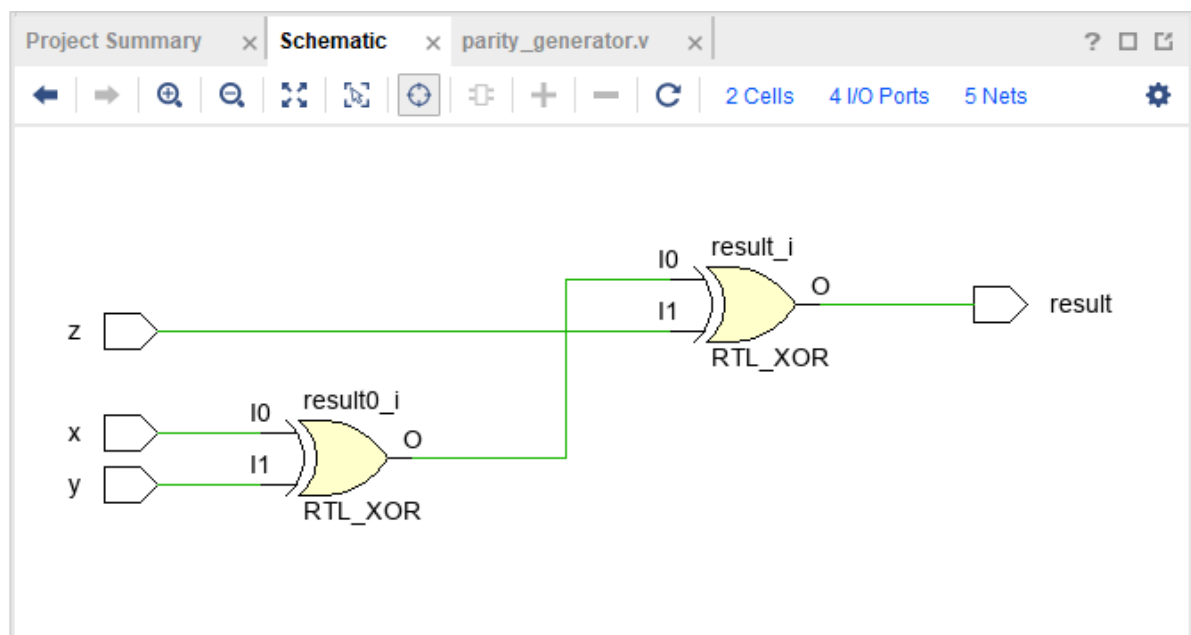 Project Summary × Schematic × parity_generator.v × ?
2 Cells 4 I/O Ports 5 Nets
result_i
I0
O
I1
z
result
RTL_XOR
result0_i
I0
x
O
I1
y
RTL_XOR